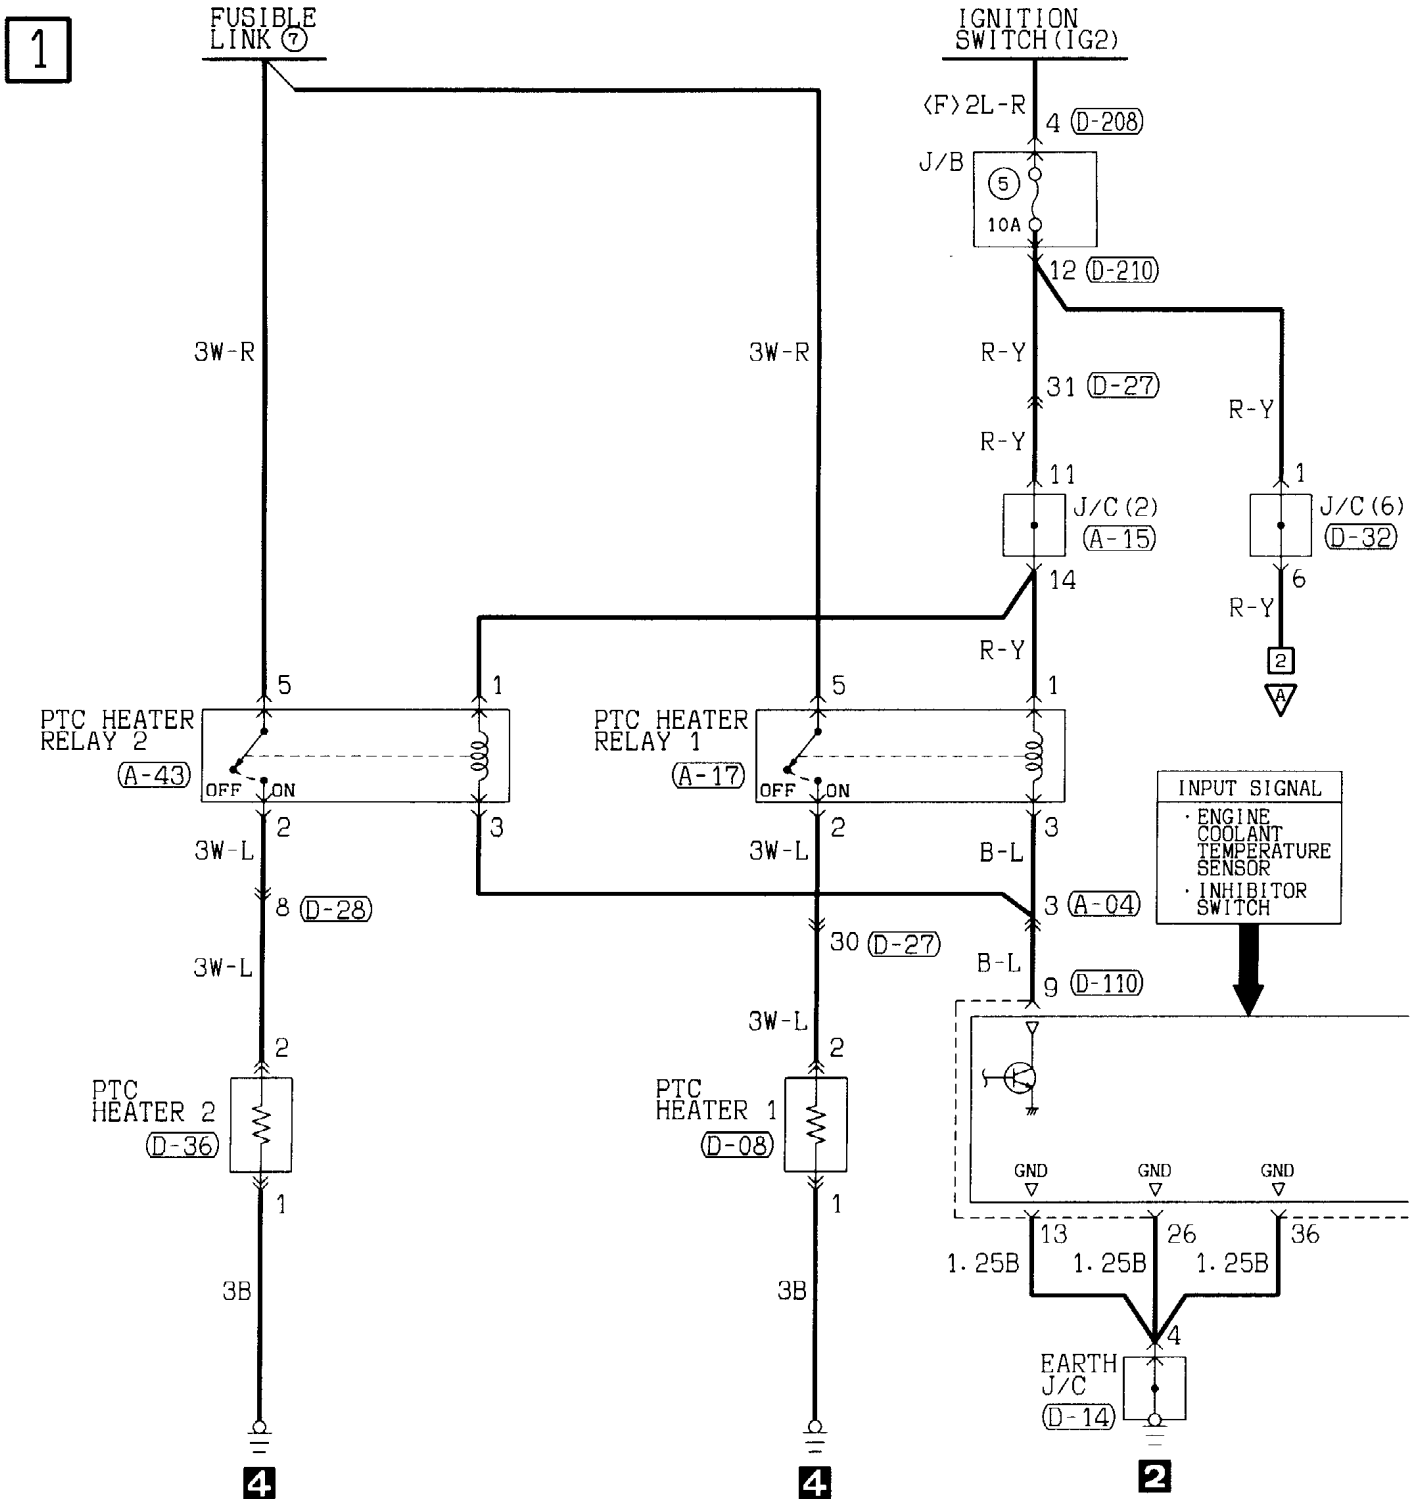 1
FUSIBLE
LINK ⑦
IGNITION
SWITCH(IG2)
〈F〉2L-R
4 (D-208)
J/B
⑤
10A
12 (D-210)
3W-R
3W-R
R-Y
31 (D-27)
R-Y
R-Y
11
1
J/C(2)
(A-15)
J/C(6)
(D-32)
14
6
R-Y
R-Y
2
A
5
1
5
1
PTC HEATER
RELAY 2
(A-43)
OFF ON
PTC HEATER
RELAY 1
(A-17)
OFF ON
INPUT SIGNAL
· ENGINE
COOLANT
TEMPERATURE
SENSOR
· INHIBITOR
SWITCH
2
3
2
3
3W-L
3W-L
B-L
8 (D-28)
3 (A-04)
30 (D-27)
3W-L
B-L
9 (D-110)
3W-L
2
2
PTC
HEATER 2
(D-36)
PTC
HEATER 1
(D-08)
GND
GND
GND
1
1
13
26
36
1.25B
1.25B
1.25B
3B
3B
4
EARTH
J/C
(D-14)
4
4
2